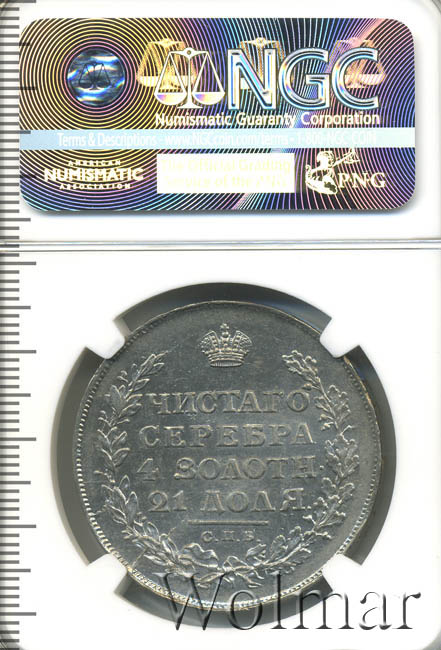 NGC
Numismatic Guaranty Corporation
AMERICAN
NUMISMATIC
ASSOCIATION
PNG
ЧИСТАГО
СЕРЕБРА
4 ЗОЛОТН.
21 ДОЛЯ.
С.П.Б.
Wolmar